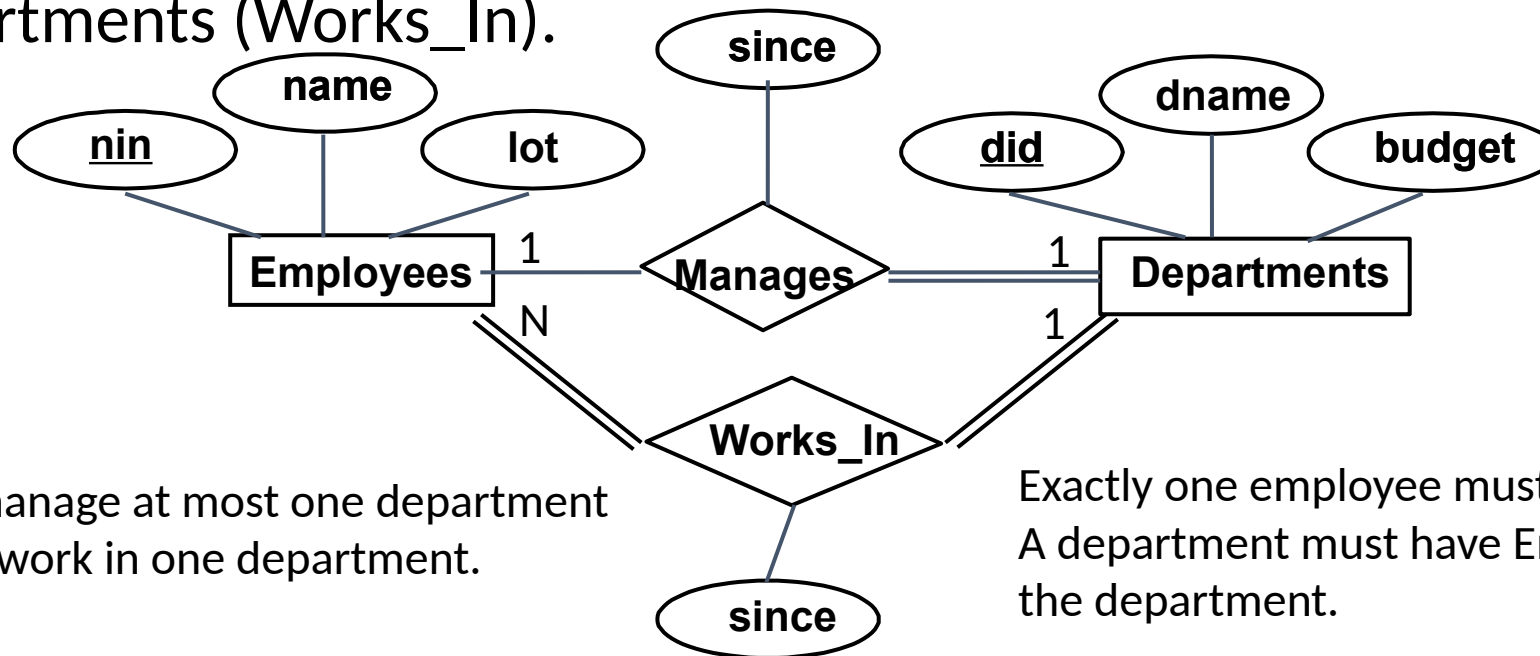 rtments (Works_In).
since
name
dname
nin
lot
did
budget
1
1
Employees
Manages
Departments
N
1
Works_In
manage at most one department
work in one department.
Exactly one employee must
A department must have
the department.
since